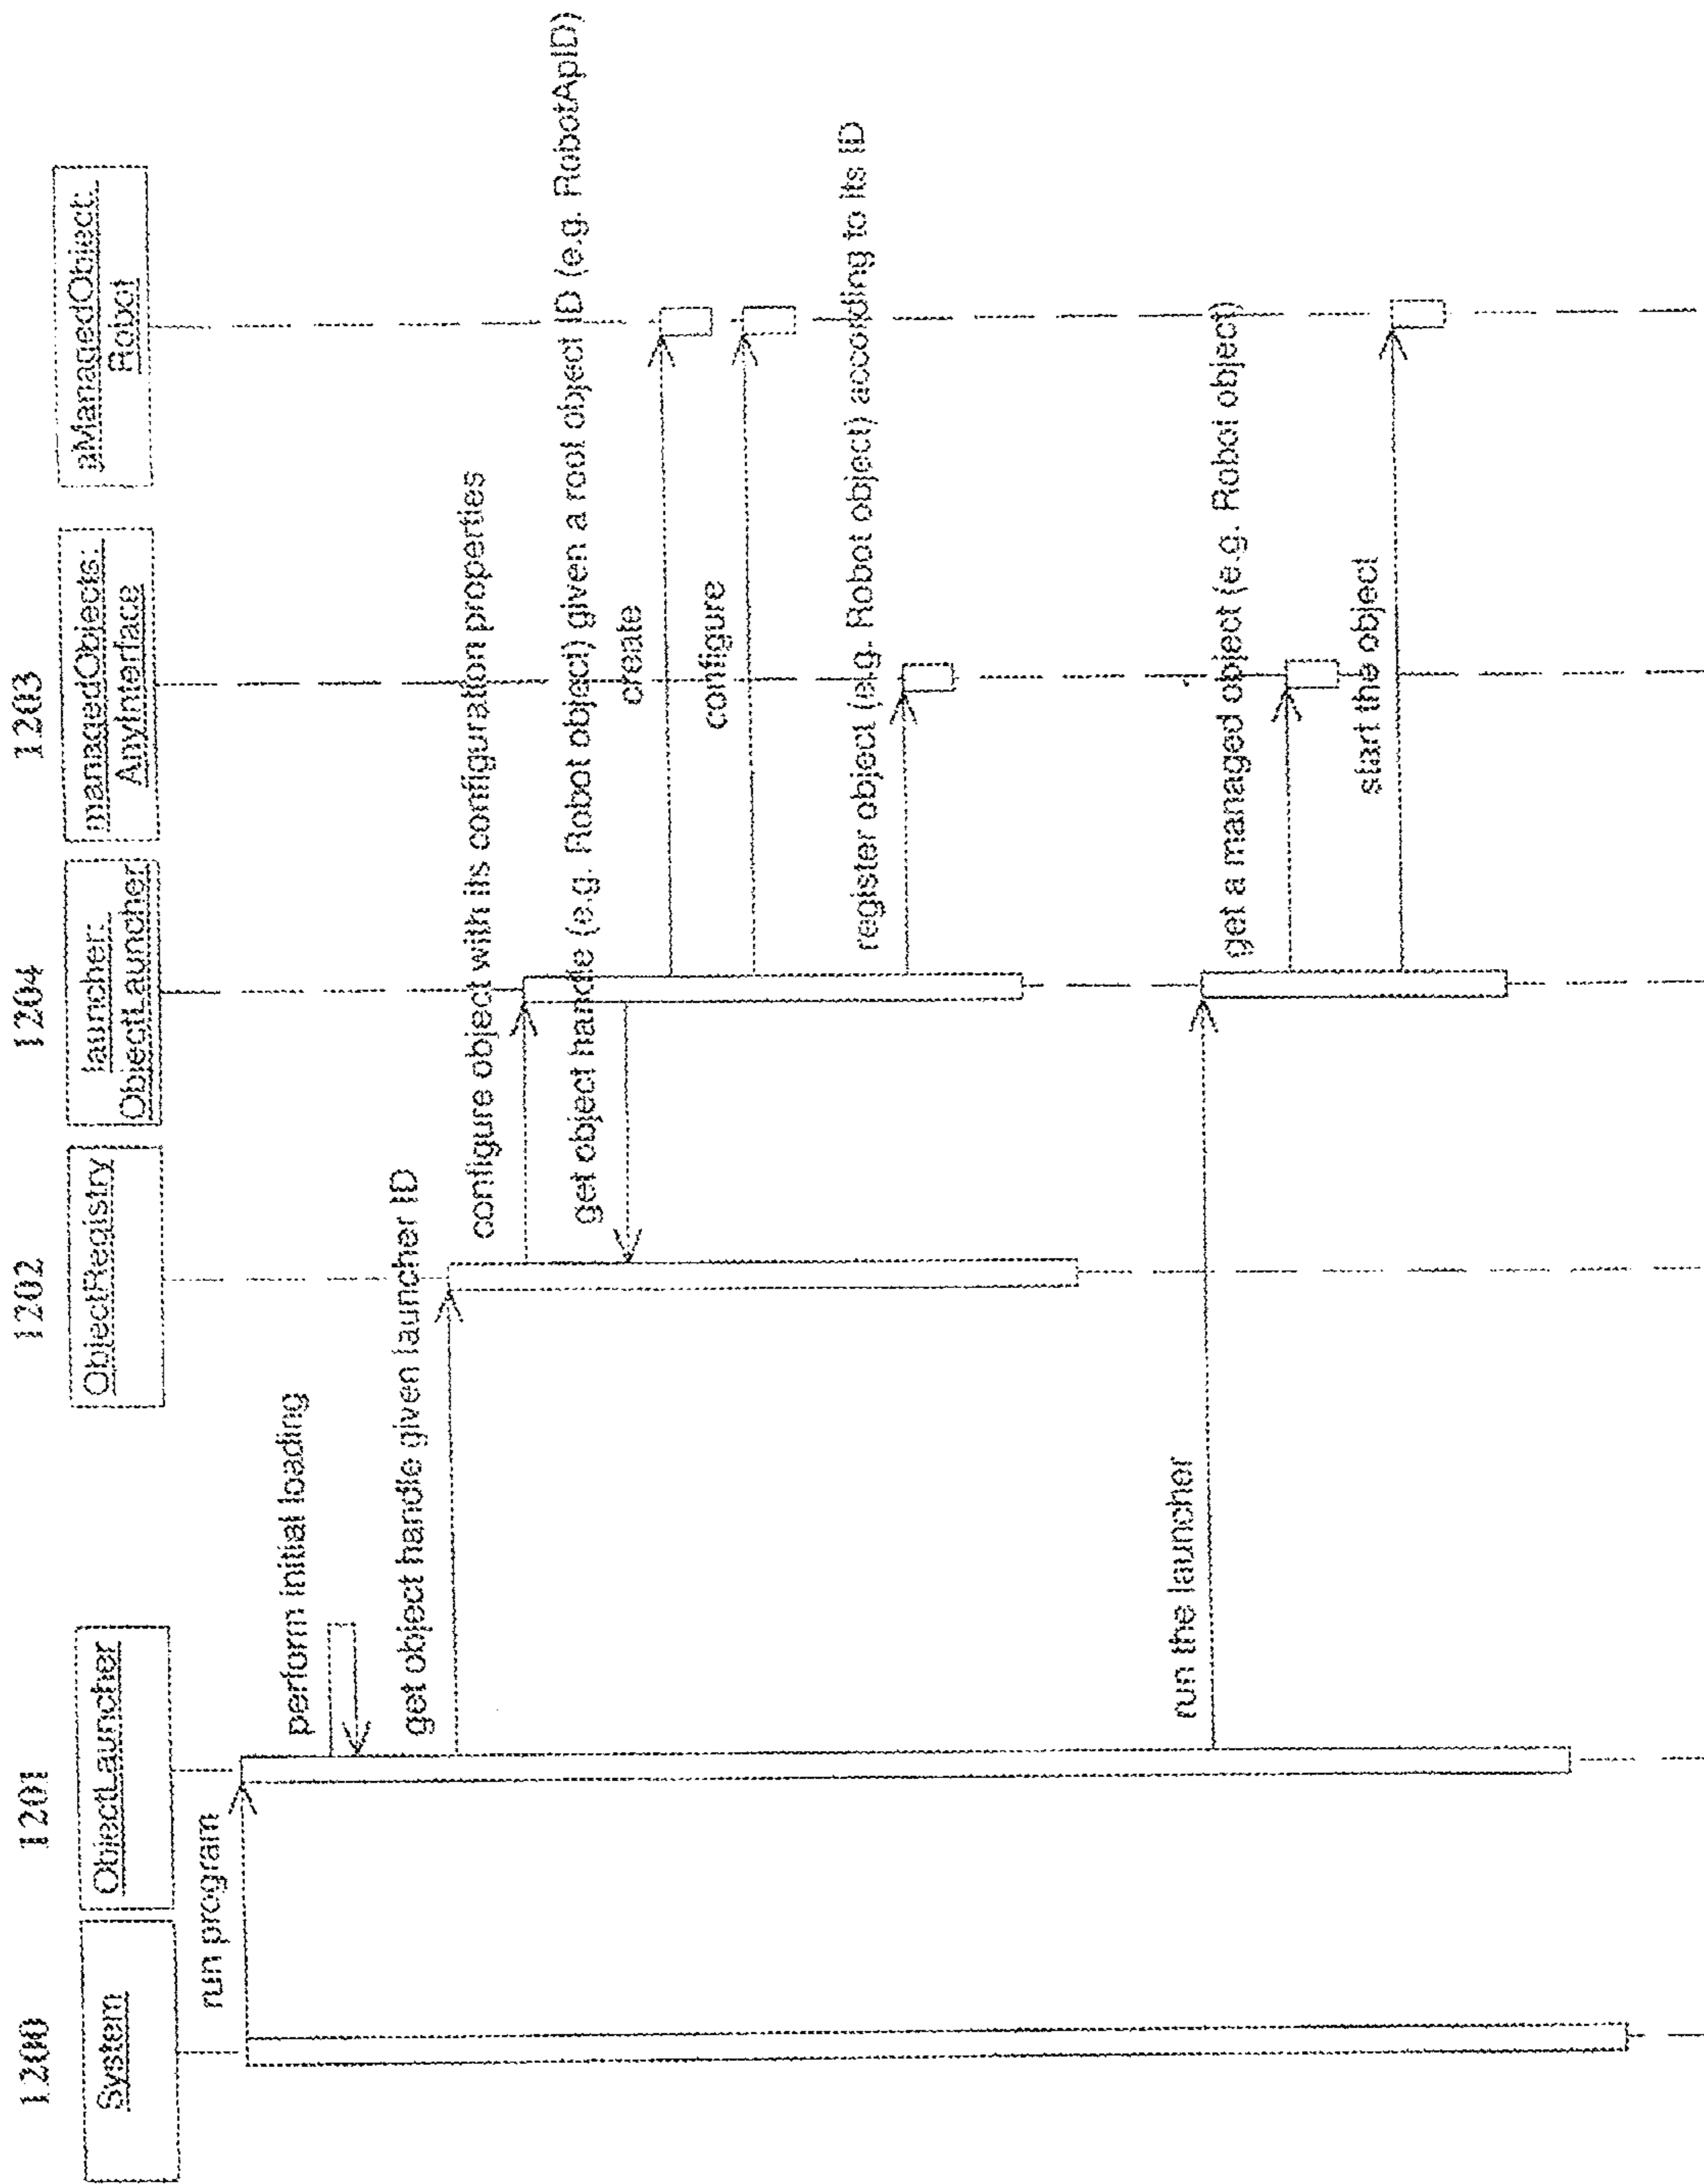 1200
1201
1202
1204
1203
System
ObjectLauncher
ObjectRegistry
launcher:
ObjectLauncher
managedObjects:
AnyInterface
aManagedObject:
Robot
run program
perform initial loading
get object handle given launcher ID
configure object with its configuration properties
get object handle (e.g. Robot object) given a root object ID (e.g. RobotApID)
create
configure
register object (e.g. Robot object) according to its ID
run the launcher
get a managed object (e.g. Robot object)
start the object